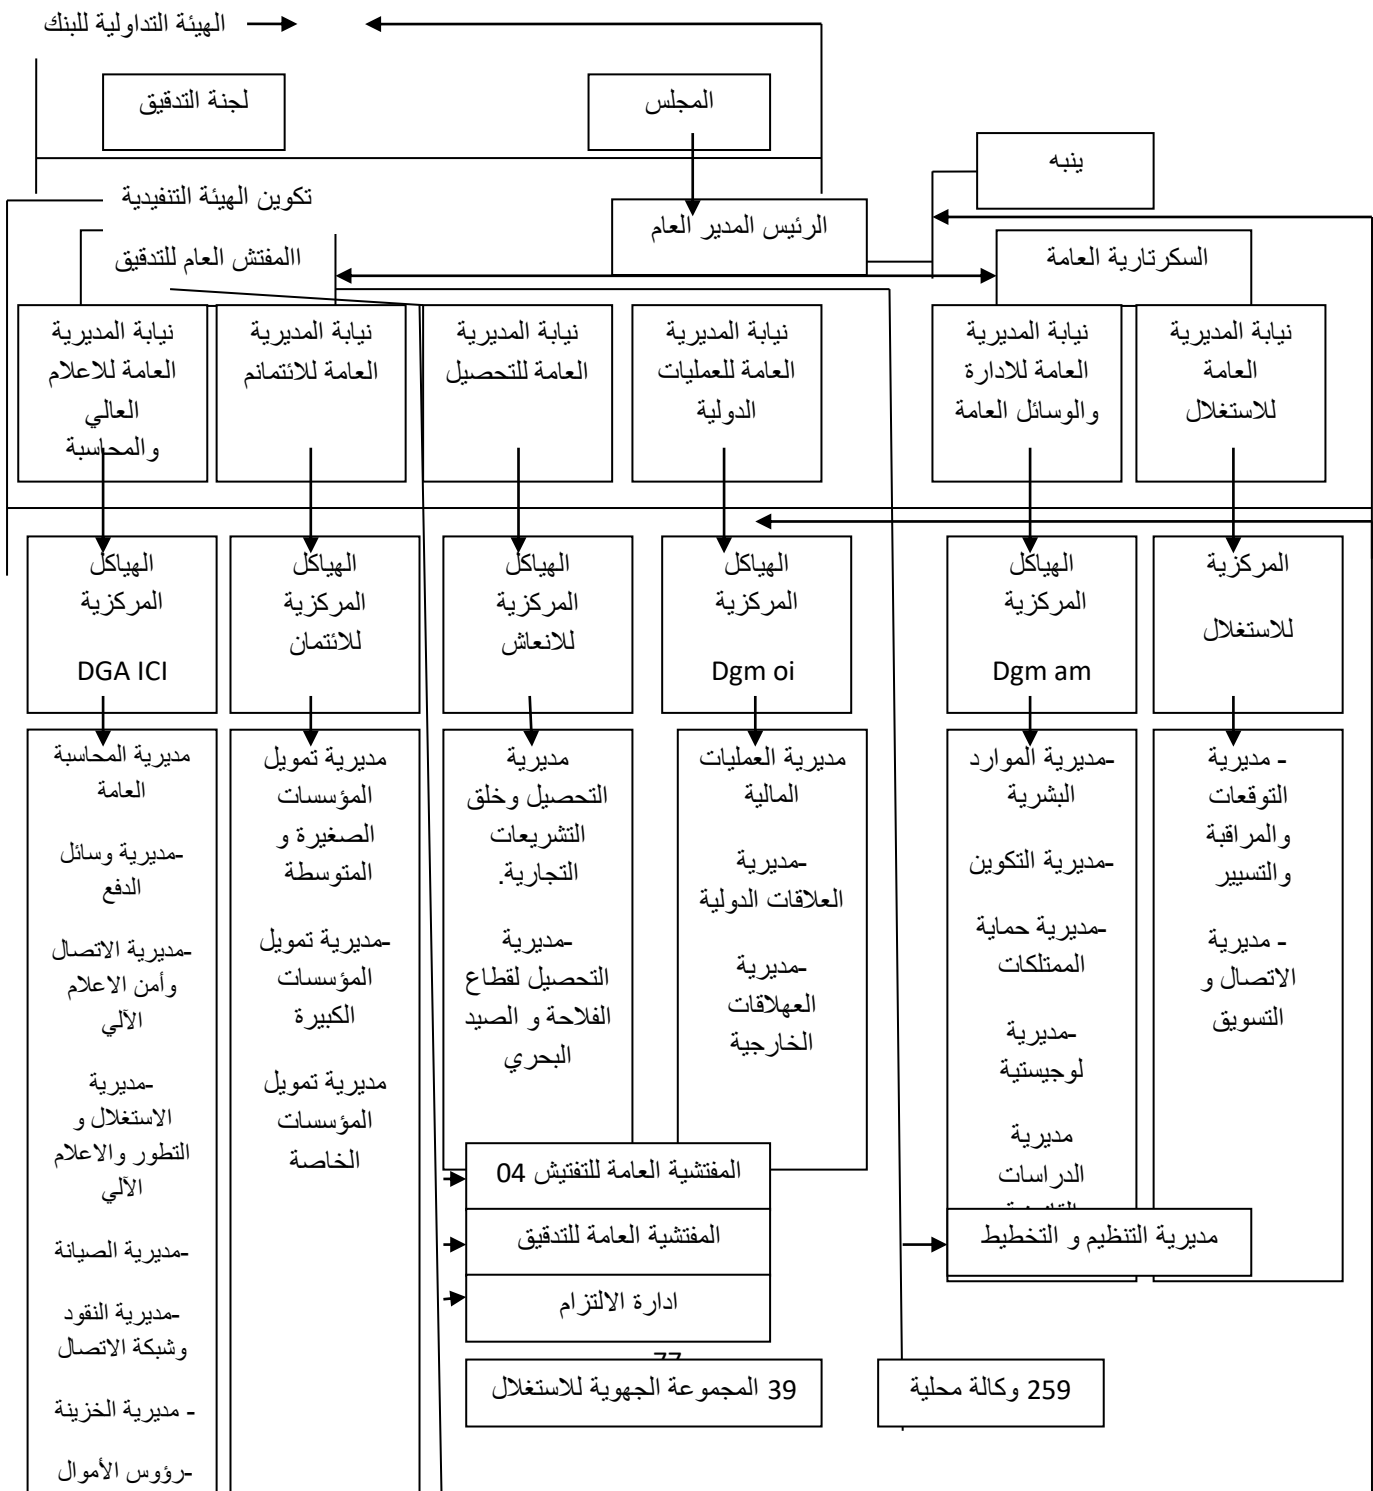 الهيئة التداولية للبنك
لجنة التدقيق
المجلس
ينبه
تكوين الهيئة التنفيدية
الرئيس المدير العام
االمفتش العام للتدقيق
السكرتارية العامة
نيابة المديرية
العامة
للاستغلال
نيابة المديرية
العامة للادارة
والوسائل العامة
نيابة المديرية
العامة للعمليات
الدولية
نيابة المديرية
العامة للتحصيل
نيابة المديرية
العامة للائتمانم
نيابة المديرية
العامة للاعلام
العالي
والمحاسبة
المركزية
للاستغلال
الهياكل
المركزية
Dgm am
الهياكل
المركزية
Dgm oi
الهياكل
المركزية
للانعاش
الهياكل
المركزية
للائتمان
الهياكل
المركزية
DGA ICI
- مديرية
التوقعات
والمراقبة
والتسيير
- مديرية
الاتصال و
التسويق
-مديرية الموارد
البشرية
-مديرية التكوين
-مديرية حماية
الممتلكات
-مديرية
لوجيستية
مديرية
الدراسات
مديرية العمليات
المالية
-مديرية
العلاقات الدولية
-مديرية
العهلاقات
الخارجية
مديرية
التحصيل وخلق
التشريعات
التجارية.
-مديرية
التحصيل لقطاع
الفلاحة و الصيد
البحري
مديرية تمويل
المؤسسات
الصغيرة و
المتوسطة
-مديرية تمويل
المؤسسات
الكبيرة
مديرية تمويل
المؤسسات
الخاصة
مديرية المحاسبة
العامة
-مديرية وسائل
الدفع
-مديرية الاتصال
وأمن الاعلام
الآلي
-مديرية
الاستغلال و
التطور والاعلام
الآلي
-مديرية الصيانة
-مديرية النقود
وشبكة الاتصال
- مديرية الخزينة
-رؤوس الأموال
المفتشية العامة للتفتيش 04
المفتشية العامة للتدقيق
ادارة الالتزام
مديرية التنظيم و التخطيط
39 المجموعة الجهوية للاستغلال
259 وكالة محلية